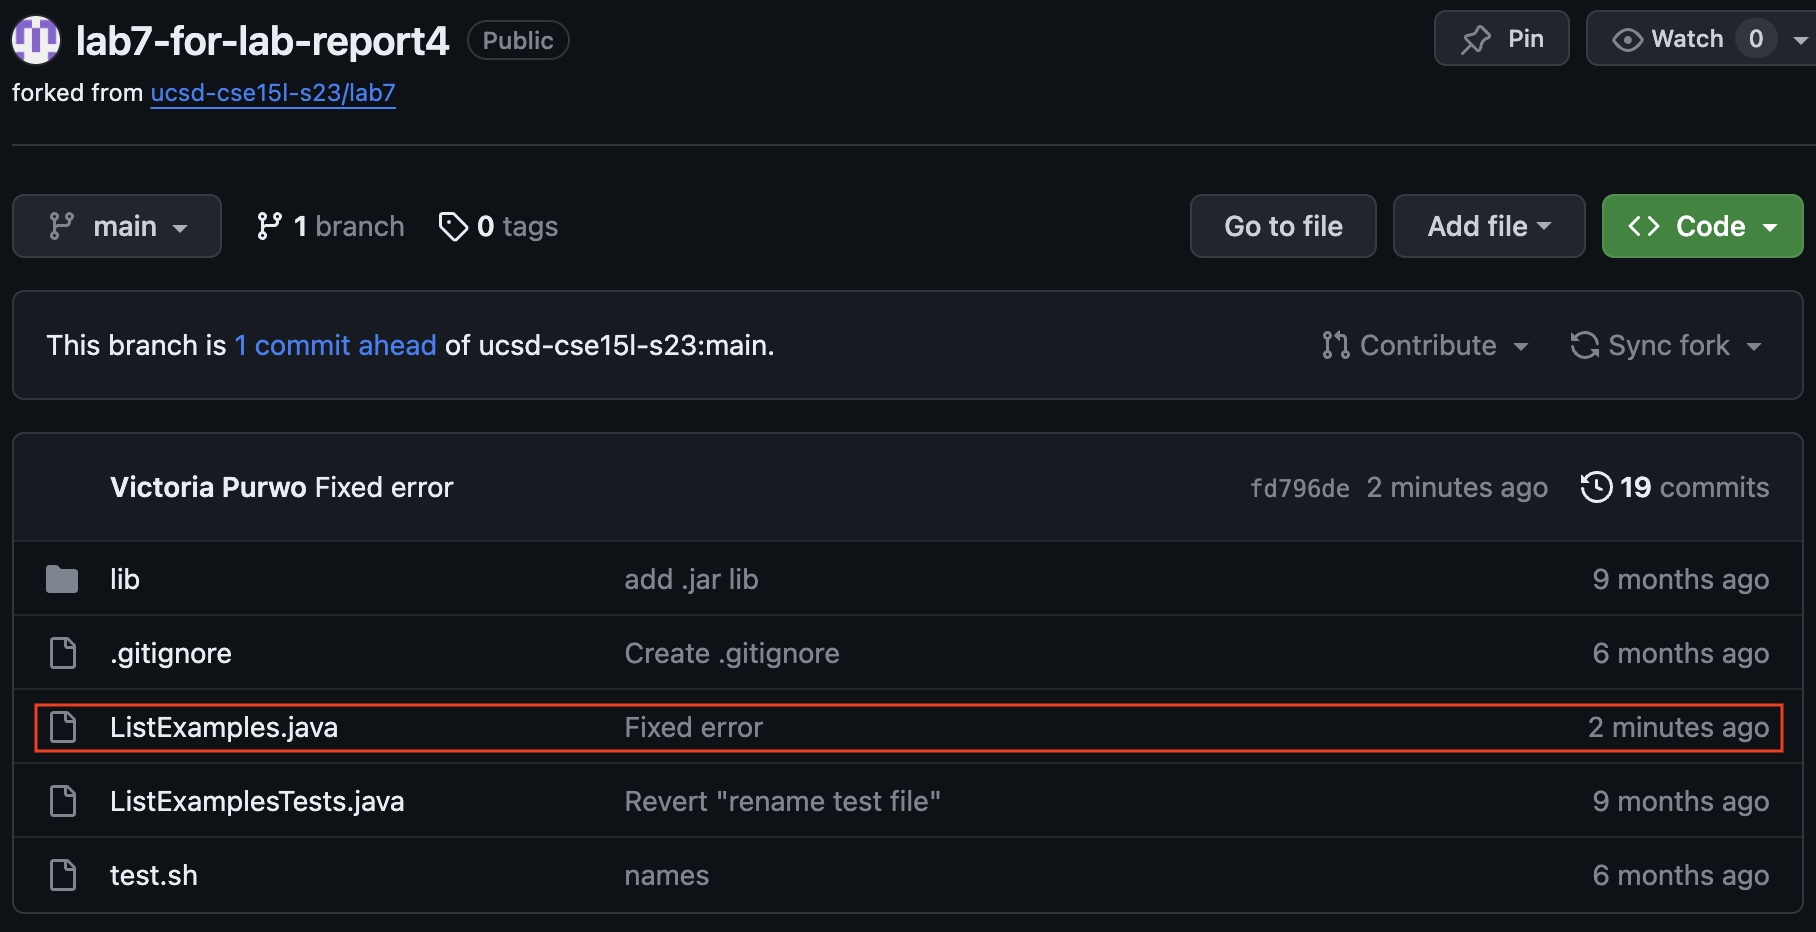 lab7-for-lab-report4 Public Pin Watch 0
forked from ucsd-cse15l-s23/lab7
main 1 branch 0 tags Go to file Add file Code
This branch is 1 commit ahead of ucsd-cse15l-s23:main. Contribute Sync fork
Victoria Purwo Fixed error fd796de 2 minutes ago 19 commits
lib add .jar lib 9 months ago
.gitignore Create .gitignore 6 months ago
ListExamples.java Fixed error 2 minutes ago
ListExamplesTests.java Revert "rename test file" 9 months ago
test.sh names 6 months ago